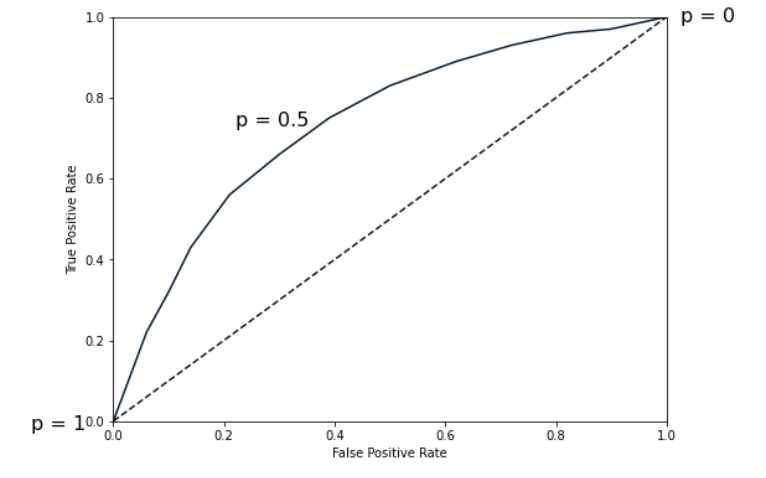 1.0
p = 0
0.8
p = 0.5
0.6
True Positive Rate
0.4
0.2
p = 1
0.0
0.0 0.2 0.4 0.6 0.8 1.0
False Positive Rate